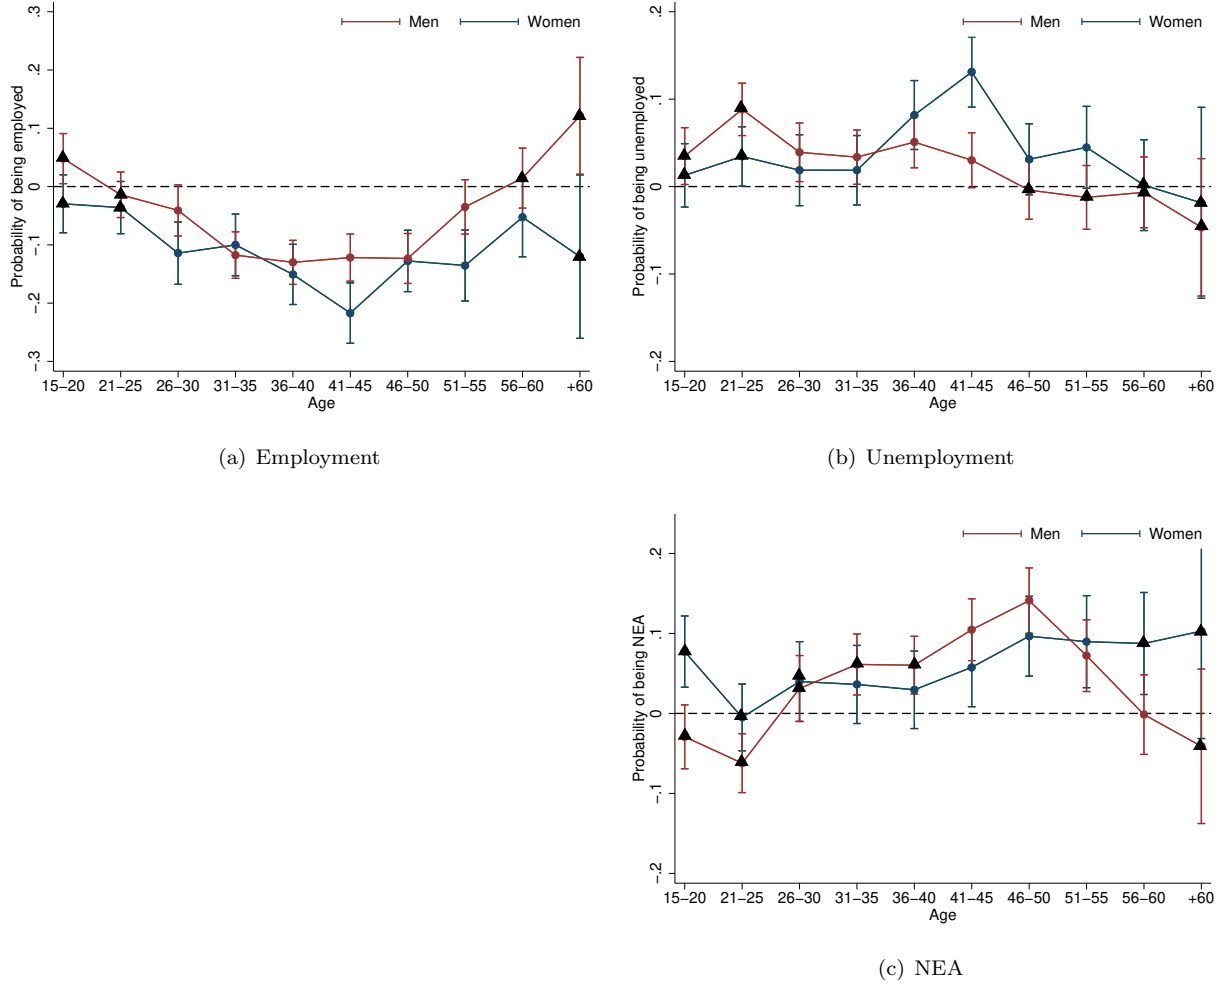 Men Women
Probability of being employed
.3
.2
.1
0
-.1
-.2
-.3
15-20 21-25 26-30 31-35 36-40 41-45 46-50 51-55 56-60 +60
Age
(a) Employment
Men Women
Probability of being unemployed
.2
.1
0
-.1
-.2
15-20 21-25 26-30 31-35 36-40 41-45 46-50 51-55 56-60 +60
Age
(b) Unemployment
Men Women
Probability of being NEA
.2
.1
0
-.1
-.2
15-20 21-25 26-30 31-35 36-40 41-45 46-50 51-55 56-60 +60
Age
(c) NEA